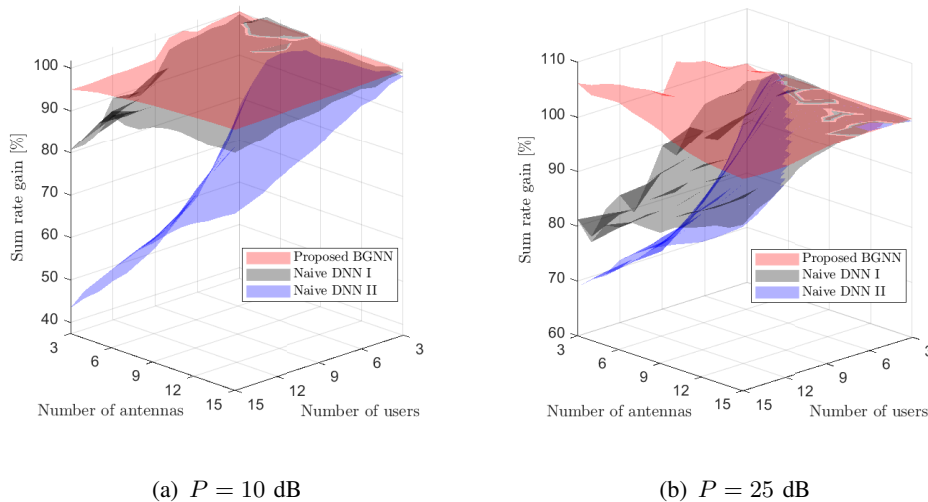 100
90
80
70
60
50
40
Sum rate gain [%]
Proposed BGNN
Naive DNN I
Naive DNN II
3
6
9
12
15
15
12
9
6
3
Number of antennas
Number of users
(a) P = 10 dB
110
100
90
80
70
60
Sum rate gain [%]
Proposed BGNN
Naive DNN I
Naive DNN II
3
6
9
12
15
15
12
9
6
3
Number of antennas
Number of users
(b) P = 25 dB